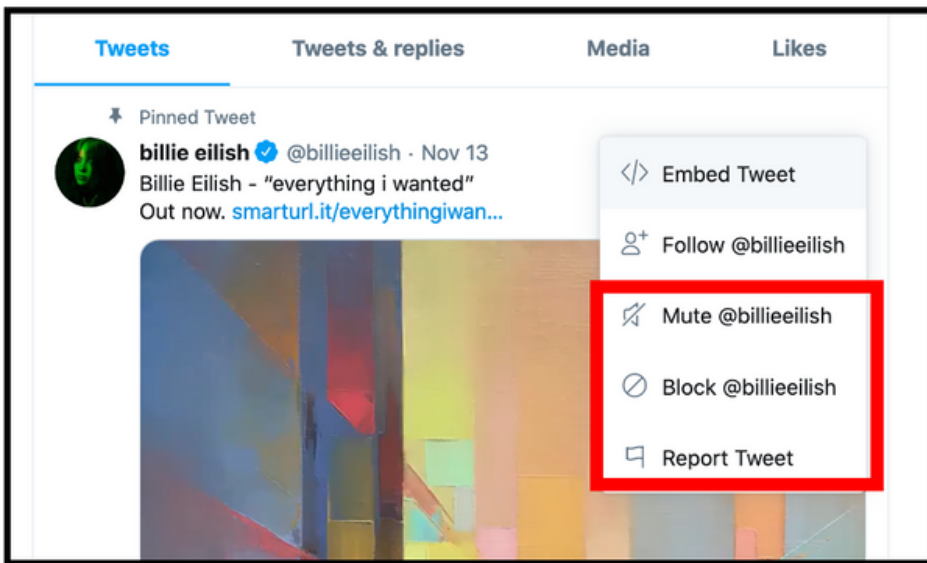 Tweets Tweets & replies Media Likes
Pinned Tweet
billie eilish @billieeilish · Nov 13
Billie Eilish - “everything i wanted”
Out now. smarturl.it/everythingiwan...
Embed Tweet
Follow @billieeilish
Mute @billieeilish
Block @billieeilish
Report Tweet